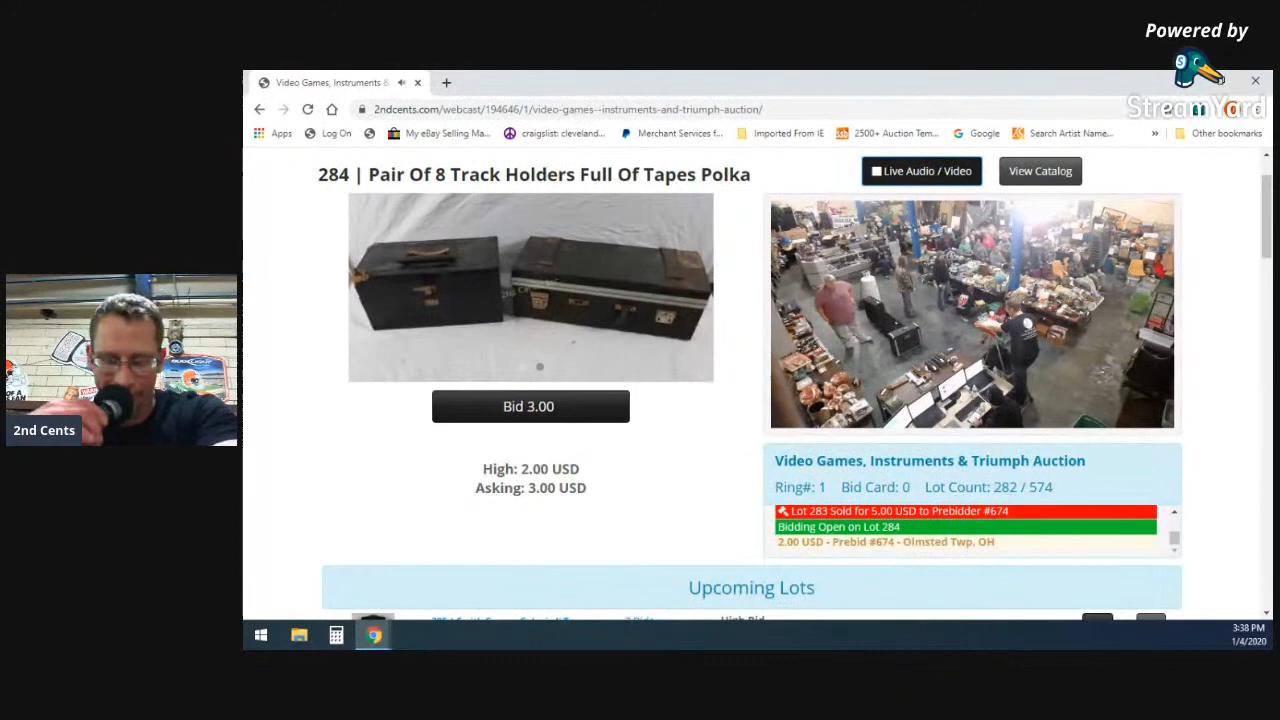 Powered by
StreamYard
Video Games, Instruments &
2ndcents.com/webcast/194646/1/video-games--instruments-and-triumph-auction/
Apps
Log On
My eBay Selling Ma...
craigslist: cleveland...
Merchant Services f...
Imported From IE
2500+ Auction Tem...
Google
Search Artist Name...
»
Other bookmarks
284 | Pair Of 8 Track Holders Full Of Tapes Polka
Live Audio / Video
View Catalog
Bid 3.00
High: 2.00 USD
Asking: 3.00 USD
Video Games, Instruments & Triumph Auction
Ring#: 1 Bid Card: 0 Lot Count: 282 / 574
Lot 283 Sold for 5.00 USD to Prebidder #674
Bidding Open on Lot 284
2.00 USD - Prebid #674 - Olmsted Twp, OH
Upcoming Lots
2nd Cents
3:38 PM
1/4/2020